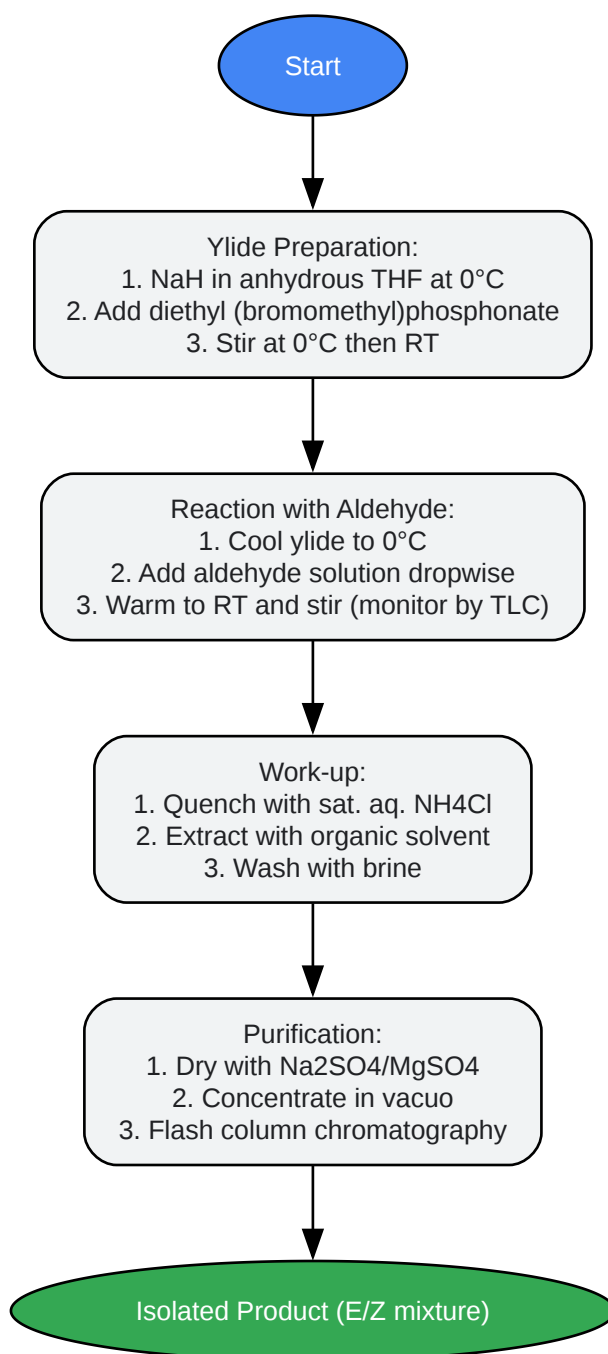 Start
Ylide Preparation:
1. NaH in anhydrous THF at 0°C
2. Add diethyl (bromomethyl)phosphonate
3. Stir at 0°C then RT
Reaction with Aldehyde:
1. Cool ylide to 0°C
2. Add aldehyde solution dropwise
3. Warm to RT and stir (monitor by TLC)
Work-up:
1. Quench with sat. aq. NH4Cl
2. Extract with organic solvent
3. Wash with brine
Purification:
1. Dry with Na2SO4/MgSO4
2. Concentrate in vacuo
3. Flash column chromatography
Isolated Product (E/Z mixture)